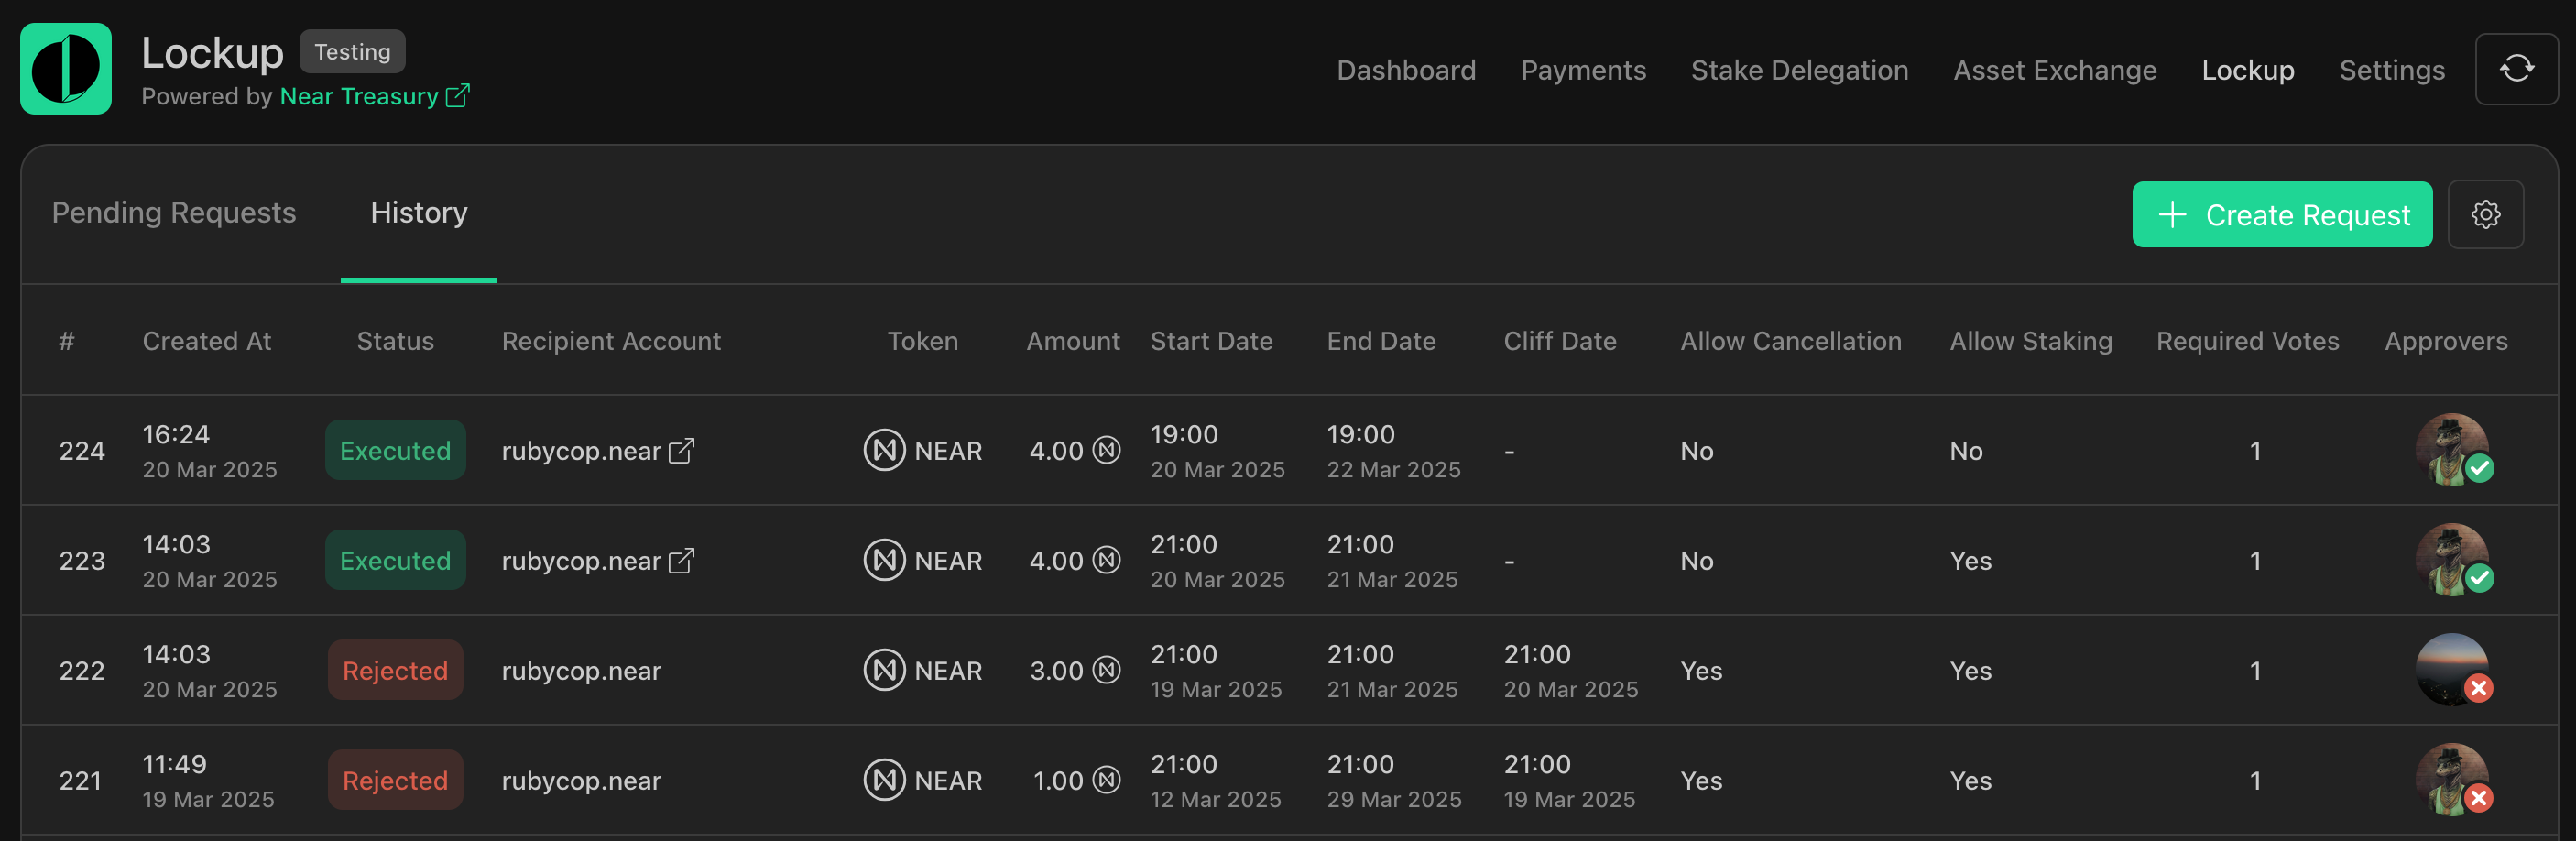 Lockup Testing
Powered by Near Treasury
Dashboard Payments Stake Delegation Asset Exchange Lockup Settings
Pending Requests History
Create Request
# Created At Status Recipient Account Token Amount Start Date End Date Cliff Date Allow Cancellation Allow Staking Required Votes Approvers
224 16:24 Executed rubycop.near NEAR 4.00 19:00 19:00 - No No 1
20 Mar 2025 20 Mar 2025 22 Mar 2025
223 14:03 Executed rubycop.near NEAR 4.00 21:00 21:00 - No Yes 1
20 Mar 2025 20 Mar 2025 21 Mar 2025
222 14:03 Rejected rubycop.near NEAR 3.00 21:00 21:00 21:00 Yes Yes 1
20 Mar 2025 19 Mar 2025 21 Mar 2025 20 Mar 2025
221 11:49 Rejected rubycop.near NEAR 1.00 21:00 21:00 21:00 Yes Yes 1
19 Mar 2025 12 Mar 2025 29 Mar 2025 19 Mar 2025